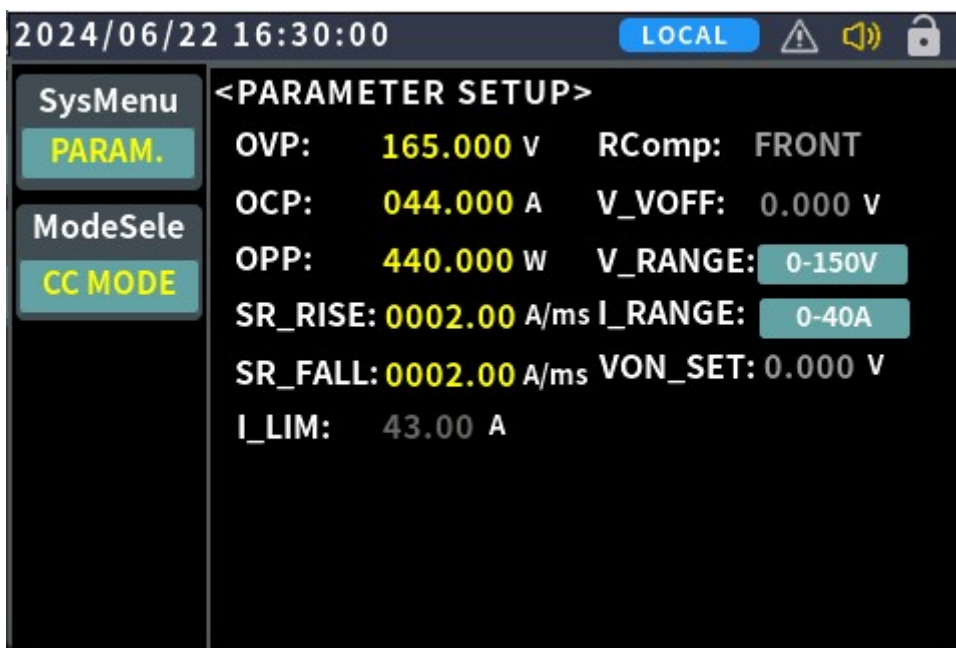 2024/06/22 16:30:00 LOCAL
SysMenu
PARAM.
ModeSele
CC MODE
<PARAMETER SETUP>
OVP: 165.000 V RComp: FRONT
OCP: 044.000 A V_VOFF: 0.000 V
OPP: 440.000 W V_RANGE: 0-150V
SR_RISE: 0002.00 A/ms I_RANGE: 0-40A
SR_FALL: 0002.00 A/ms VON_SET: 0.000 V
I_LIM: 43.00 A